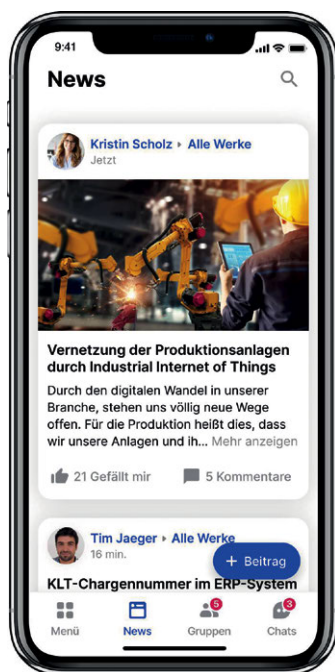 9:41
News
Kristin Scholz ▸ Alle Werke
Jetzt
Vernetzung der Produktionsanlagen
durch Industrial Internet of Things
Durch den digitalen Wandel in unserer
Branche, stehen uns völlig neue Wege
offen. Für die Produktion heißt dies, dass
wir unsere Anlagen und ih... Mehr anzeigen
21 Gefällt mir 5 Kommentare
Tim Jaeger ▸ Alle Werke
16 min.
+ Beitrag
KLT-Chargennummer im ERP-System
5 3
Menü News Gruppen Chats